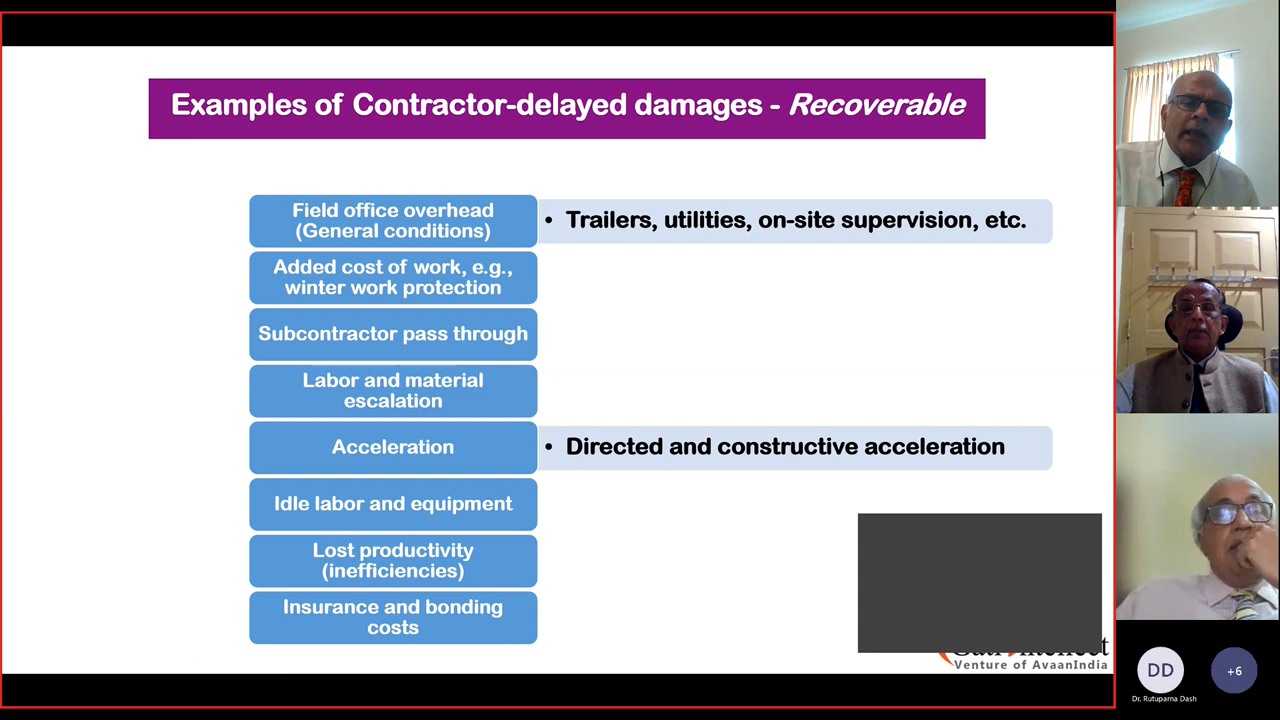 Examples of Contractor-delayed damages - Recoverable
Field office overhead
(General conditions)
• Trailers, utilities, on-site supervision, etc.
Added cost of work, e.g.,
winter work protection
Subcontractor pass through
Labor and material
escalation
Acceleration
• Directed and constructive acceleration
Idle labor and equipment
Lost productivity
(inefficiencies)
Insurance and bonding
costs
Venture of AvaanIndia
DD
+6
Dr. Rutuparna Dash